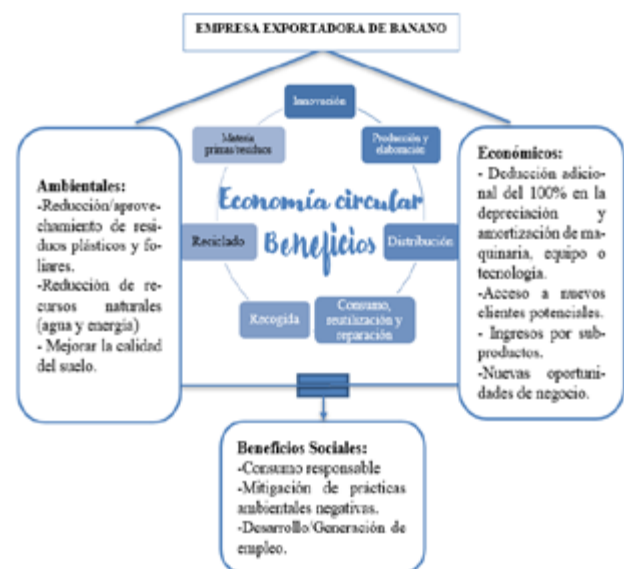 EMPRESA EXPORTADORA DE BANANO
Innovación
Materia
primas/residuos
Producción y
elaboración
Economía circular
Beneficios
Reciclado
Distribución
Recogida
Consumo,
reutilización y
reparación
Ambientales:
-Reducción/aprove-
chamiento de resi-
duos plásticos y fo-
liares.
-Reducción de re-
cursos naturales
(agua y energía)
- Mejorar la calidad
del suelo.
Económicos:
- Deducción adicio-
nal del 100% en la
depreciación y
amortización de ma-
quinaria, equipo o
tecnología.
-Acceso a nuevos
clientes potenciales.
- Ingresos por sub-
productos.
-Nuevas oportuni-
dades de negocio.
Beneficios Sociales:
-Consumo responsable
-Mitigación de prácticas
ambientales negativas.
-Desarrollo/Generación de
empleo.